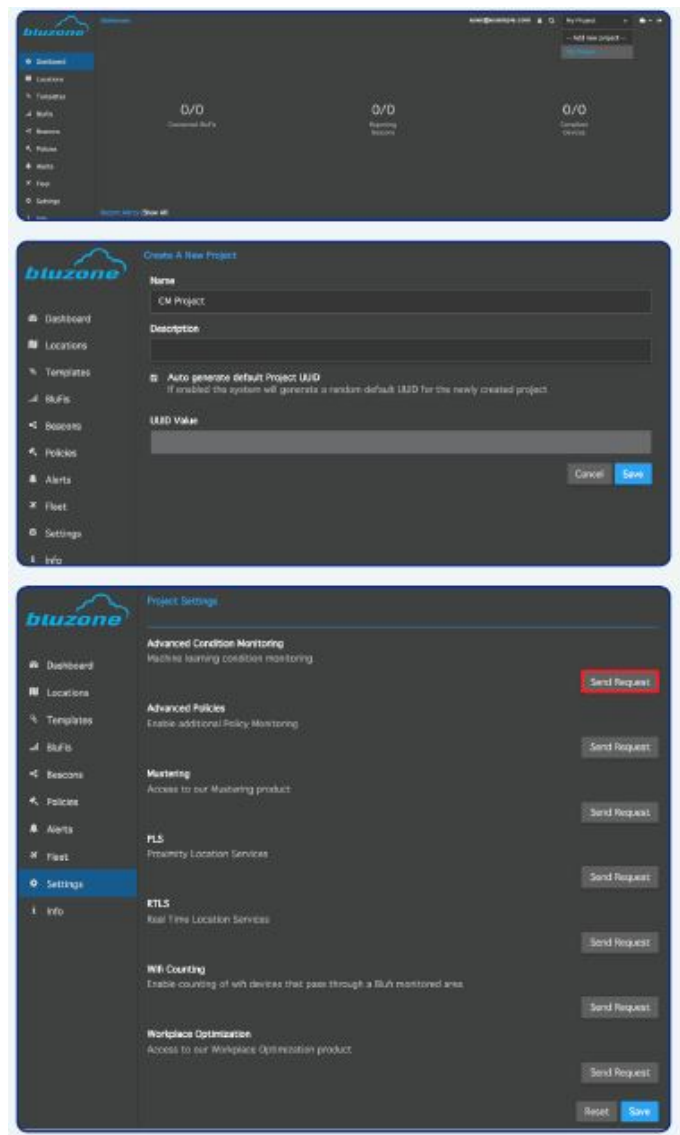 bluzone
My Project
-- Add new project --
Dashboard
Locations
Templates
BluFis
Beacons
Policies
Alerts
Fleet
Settings
0/0
Connected BluFis
0/0
Reporting
Beacons
0/0
Compliant
Devices
(Show All)
bluzone
Create A New Project
Name
CM Project
Description
Auto generate default Project UUID
If enabled the system will generate a random default UUID for the newly created project
UUID Value
Cancel Save
Dashboard
Locations
Templates
BluFis
Beacons
Policies
Alerts
Fleet
Settings
Info
bluzone
Project Settings
Dashboard
Locations
Templates
BluFis
Beacons
Policies
Alerts
Fleet
Settings
Info
Advanced Condition Monitoring
Machine learning condition monitoring
Send Request
Advanced Policies
Enable additional Policy Monitoring
Send Request
Mustering
Access to our Mustering product
Send Request
PLS
Proximity Location Services
Send Request
RTLS
Real Time Location Services
Send Request
Wifi Counting
Enable counting of wifi devices that pass through a Blufi monitored area
Send Request
Workplace Optimization
Access to our Workplace Optimization product
Send Request
Reset Save